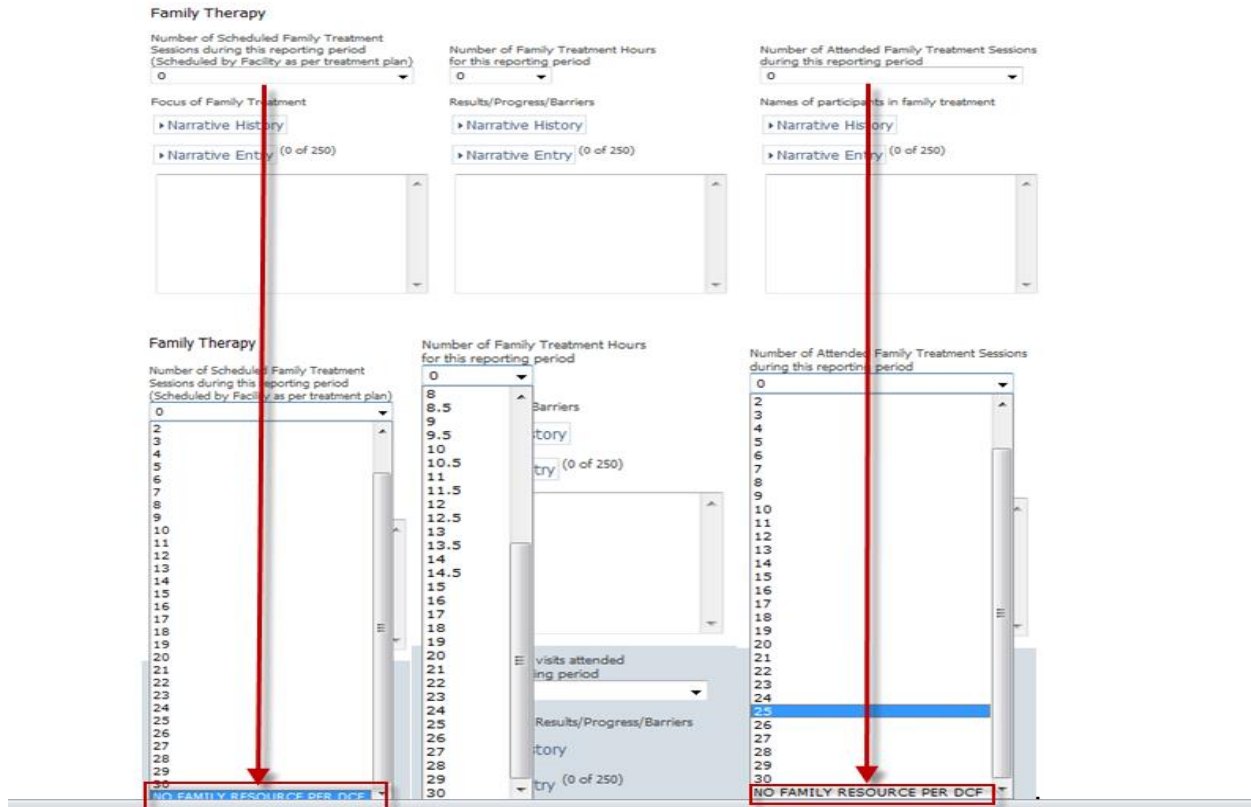 Family Therapy
Number of Scheduled Family Treatment
Sessions during this reporting period
(Scheduled by Facility as per treatment plan)
0
Number of Family Treatment Hours
for this reporting period
0
Number of Attended Family Treatment Sessions
during this reporting period
0
Focus of Family Treatment
Results/Progress/Barriers
Names of participants in family treatment
Narrative History
Narrative History
Narrative History
Narrative Entry (0 of 250)
Narrative Entry (0 of 250)
Narrative Entry (0 of 250)
Family Therapy
Number of Scheduled Family Treatment
Sessions during this reporting period
(Scheduled by Facility as per treatment plan)
0
2
3
4
5
6
7
8
9
10
11
12
13
14
15
16
17
18
19
20
21
22
23
24
25
26
27
28
29
30
NO FAMILY RESOURCE PER DCF
Number of Family Treatment Hours
for this reporting period
0
8
8.5
9
9.5
10
10.5
11
11.5
12
12.5
13
13.5
14
14.5
15
16
17
18
19
20
21
22
23
24
25
26
27
28
29
30
Barriers
tory
try (0 of 250)
visits attended
ing period
Results/Progress/Barriers
tory
try (0 of 250)
Number of Attended Family Treatment Sessions
during this reporting period
0
2
3
4
5
6
7
8
9
10
11
12
13
14
15
16
17
18
19
20
21
22
23
24
25
26
27
28
29
30
NO FAMILY RESOURCE PER DCF